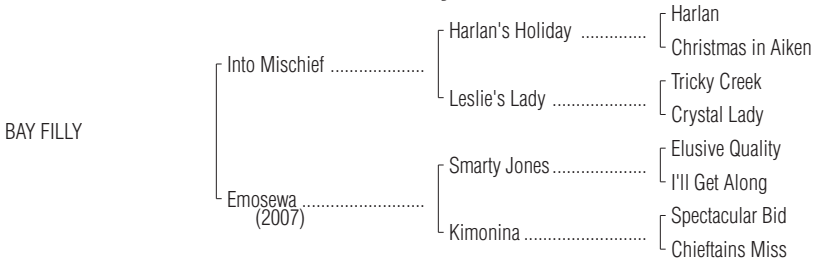 Harlan
Harlan's Holiday ..............
Christmas in Aiken
Into Mischief ....................
Tricky Creek
Leslie's Lady ....................
Crystal Lady
BAY FILLY
Elusive Quality
Smarty Jones ....................
I'll Get Along
Emosewa ..........................
(2007)
Spectacular Bid
Kimonina ..........................
Chieftains Miss